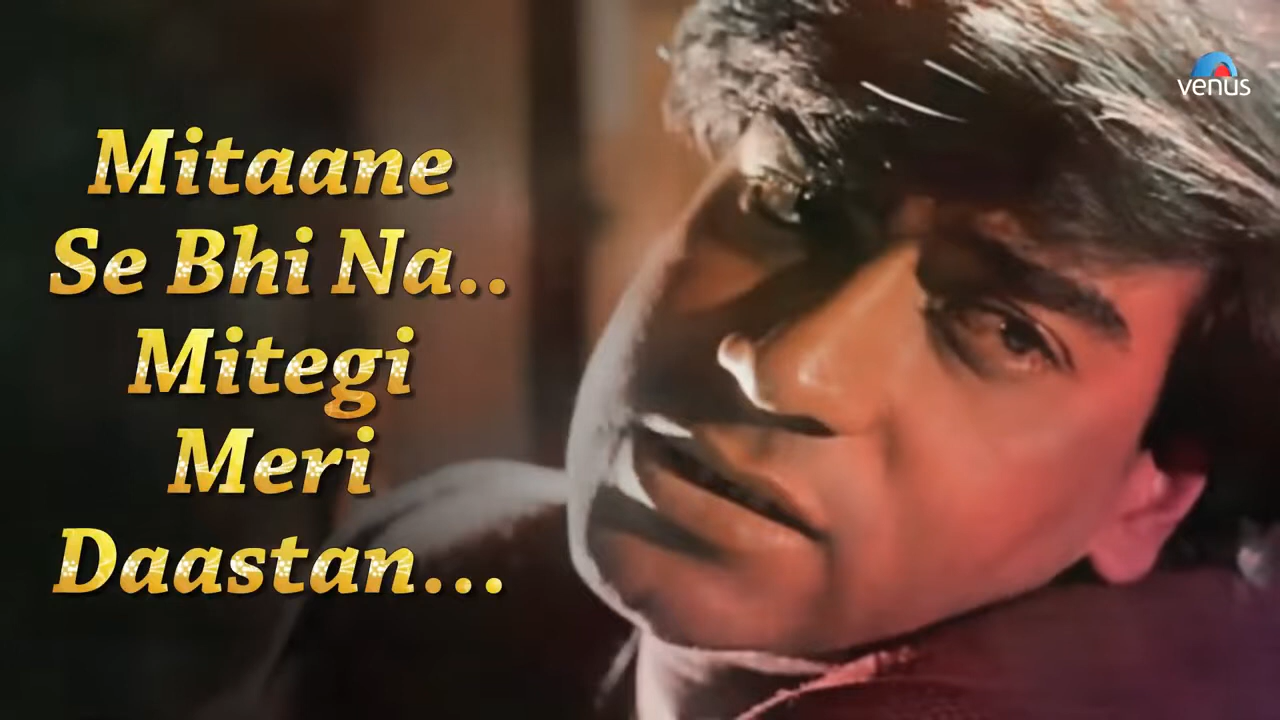 venus
Mitaane
Se Bhi Na..
Mitegi
Meri
Daastan...